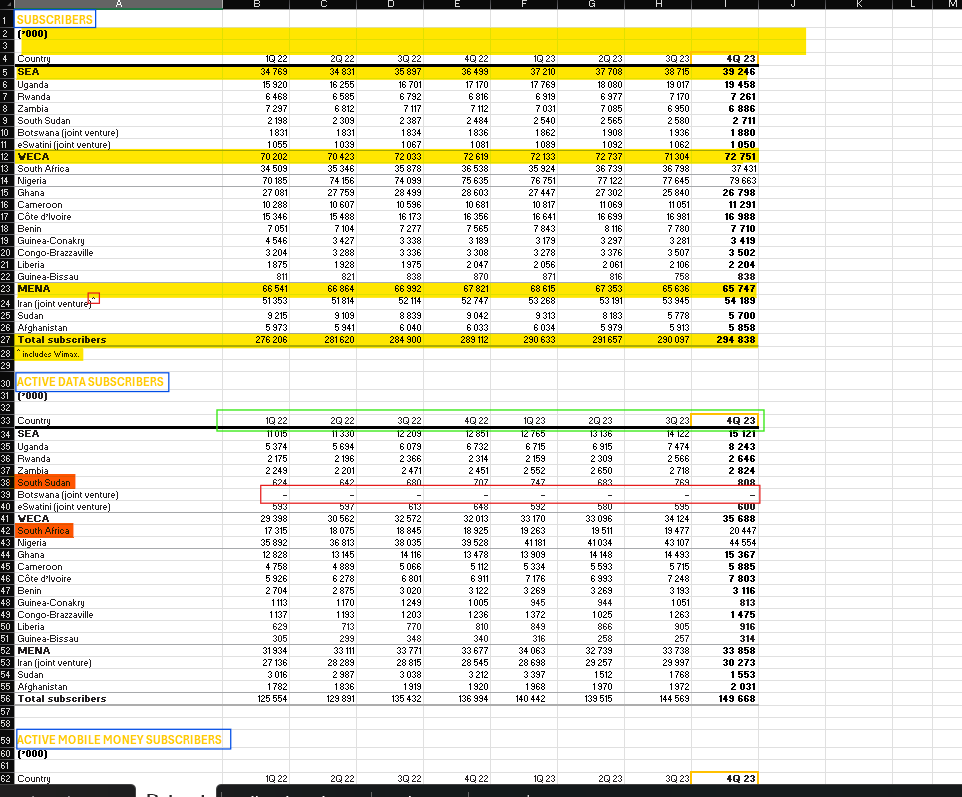 A B C D E F G H I J K L M
1 SUBSCRIBERS
2 ('000)
3
4 Country 1Q 22 2Q 22 3Q 22 4Q 22 1Q 23 2Q 23 3Q 23 4Q 23
5 SEA 34 769 34 831 35 897 36 499 37 210 37 708 38 715 39 246
6 Uganda 15 920 16 255 16 701 17 170 17 769 18 080 19 017 19 458
7 Rwanda 6 468 6 585 6 792 6 816 6 919 6 977 7 170 7 261
8 Zambia 7 297 6 812 7 117 7 112 7 031 7 085 6 950 6 886
9 South Sudan 2 198 2 309 2 387 2 484 2 540 2 565 2 580 2 711
10 Botswana (joint venture) 1 831 1 831 1 834 1 836 1 862 1 908 1 936 1 880
11 eSwatini (joint venture) 1 055 1 039 1 067 1 081 1 089 1 092 1 062 1 050
12 WECA 70 202 70 423 72 033 72 619 72 133 72 737 71 304 72 751
13 South Africa 34 509 35 346 35 878 36 538 35 924 36 739 36 798 37 431
14 Nigeria 70 185 74 156 74 099 75 635 76 751 77 122 77 645 79 663
15 Ghana 27 081 27 759 28 499 28 603 27 447 27 302 25 840 26 798
16 Cameroon 10 288 10 607 10 596 10 681 10 817 11 069 11 051 11 291
17 Côte d'Ivoire 15 346 15 488 16 173 16 356 16 641 16 699 16 981 16 988
18 Benin 7 051 7 104 7 277 7 565 7 843 8 116 7 780 7 710
19 Guinea-Conakry 4 546 3 427 3 338 3 189 3 179 3 297 3 281 3 419
20 Congo-Brazzaville 3 204 3 288 3 336 3 308 3 278 3 376 3 507 3 502
21 Liberia 1 875 1 928 1 975 2 047 2 056 2 061 2 106 2 204
22 Guinea-Bissau 811 821 838 870 871 816 758 838
23 MENA 66 541 66 864 66 992 67 821 68 615 67 353 65 636 65 747
24 Iran (joint venture)^ 51 353 51 814 52 114 52 747 53 268 53 191 53 945 54 189
25 Sudan 9 215 9 109 8 839 9 042 9 313 8 183 5 778 5 700
26 Afghanistan 5 973 5 941 6 040 6 033 6 034 5 979 5 913 5 858
27 Total subscribers 276 206 281 620 284 900 289 112 290 633 291 657 290 097 294 838
28 ^ includes Wimax.
29
30 ACTIVE DATA SUBSCRIBERS
31 ('000)
32
33 Country 1Q 22 2Q 22 3Q 22 4Q 22 1Q 23 2Q 23 3Q 23 4Q 23
34 SEA 11 015 11 330 12 209 12 851 12 765 13 136 14 122 15 121
35 Uganda 5 374 5 694 6 079 6 732 6 715 6 915 7 474 8 243
36 Rwanda 2 175 2 196 2 366 2 314 2 159 2 309 2 566 2 646
37 Zambia 2 249 2 201 2 471 2 451 2 552 2 650 2 718 2 824
38 South Sudan 624 642 680 707 747 683 769 808
39 Botswana (joint venture) – – – – – – – –
40 eSwatini (joint venture) 593 597 613 648 592 580 595 600
41 WECA 29 398 30 562 32 572 32 013 33 170 33 096 34 124 35 688
42 South Africa 17 315 18 075 18 845 18 925 19 263 19 511 19 477 20 447
43 Nigeria 35 892 36 813 38 035 39 528 41 181 41 034 43 107 44 554
44 Ghana 12 828 13 145 14 116 13 478 13 909 14 148 14 493 15 367
45 Cameroon 4 758 4 889 5 066 5 112 5 334 5 593 5 715 5 885
46 Côte d'Ivoire 5 926 6 278 6 801 6 911 7 176 6 993 7 248 7 803
47 Benin 2 704 2 875 3 020 3 122 3 269 3 269 3 193 3 116
48 Guinea-Conakry 1 113 1 170 1 249 1 005 945 944 1 051 813
49 Congo-Brazzaville 1 137 1 193 1 203 1 236 1 372 1 025 1 263 1 475
50 Liberia 629 713 770 810 849 866 905 916
51 Guinea-Bissau 305 299 348 340 316 258 257 314
52 MENA 31 934 33 111 33 771 33 677 34 063 32 739 33 738 33 858
53 Iran (joint venture) 27 136 28 289 28 815 28 545 28 698 29 257 29 997 30 273
54 Sudan 3 016 2 987 3 038 3 212 3 397 1 512 1 768 1 553
55 Afghanistan 1 782 1 836 1 919 1 920 1 968 1 970 1 972 2 031
56 Total subscribers 125 554 129 891 135 432 136 994 140 442 139 515 144 569 149 668
57
58
59 ACTIVE MOBILE MONEY SUBSCRIBERS
60 ('000)
61
62 Country 1Q 22 2Q 22 3Q 22 4Q 22 1Q 23 2Q 23 3Q 23 4Q 23